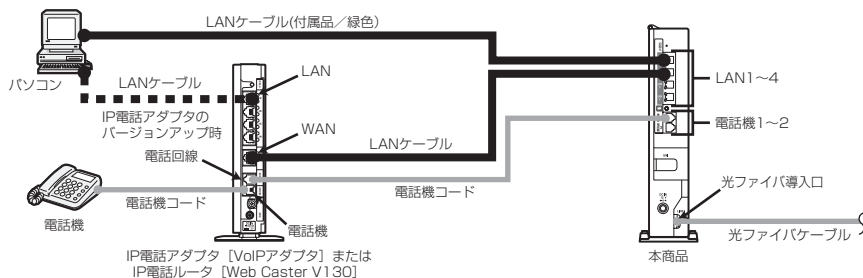 LANケーブル(付属品／緑色)
パソコン
LANケーブル
IP電話アダプタの
バージョンアップ時
LAN
WAN
LANケーブル
電話回線
電話機コード
電話機コード
電話機
電話機
IP電話アダプタ［VoIPアダプタ］または
IP電話ルータ［Web Caster V130］
LAN1～4
電話機1～2
光ファイバ導入口
本商品
光ファイバケーブル